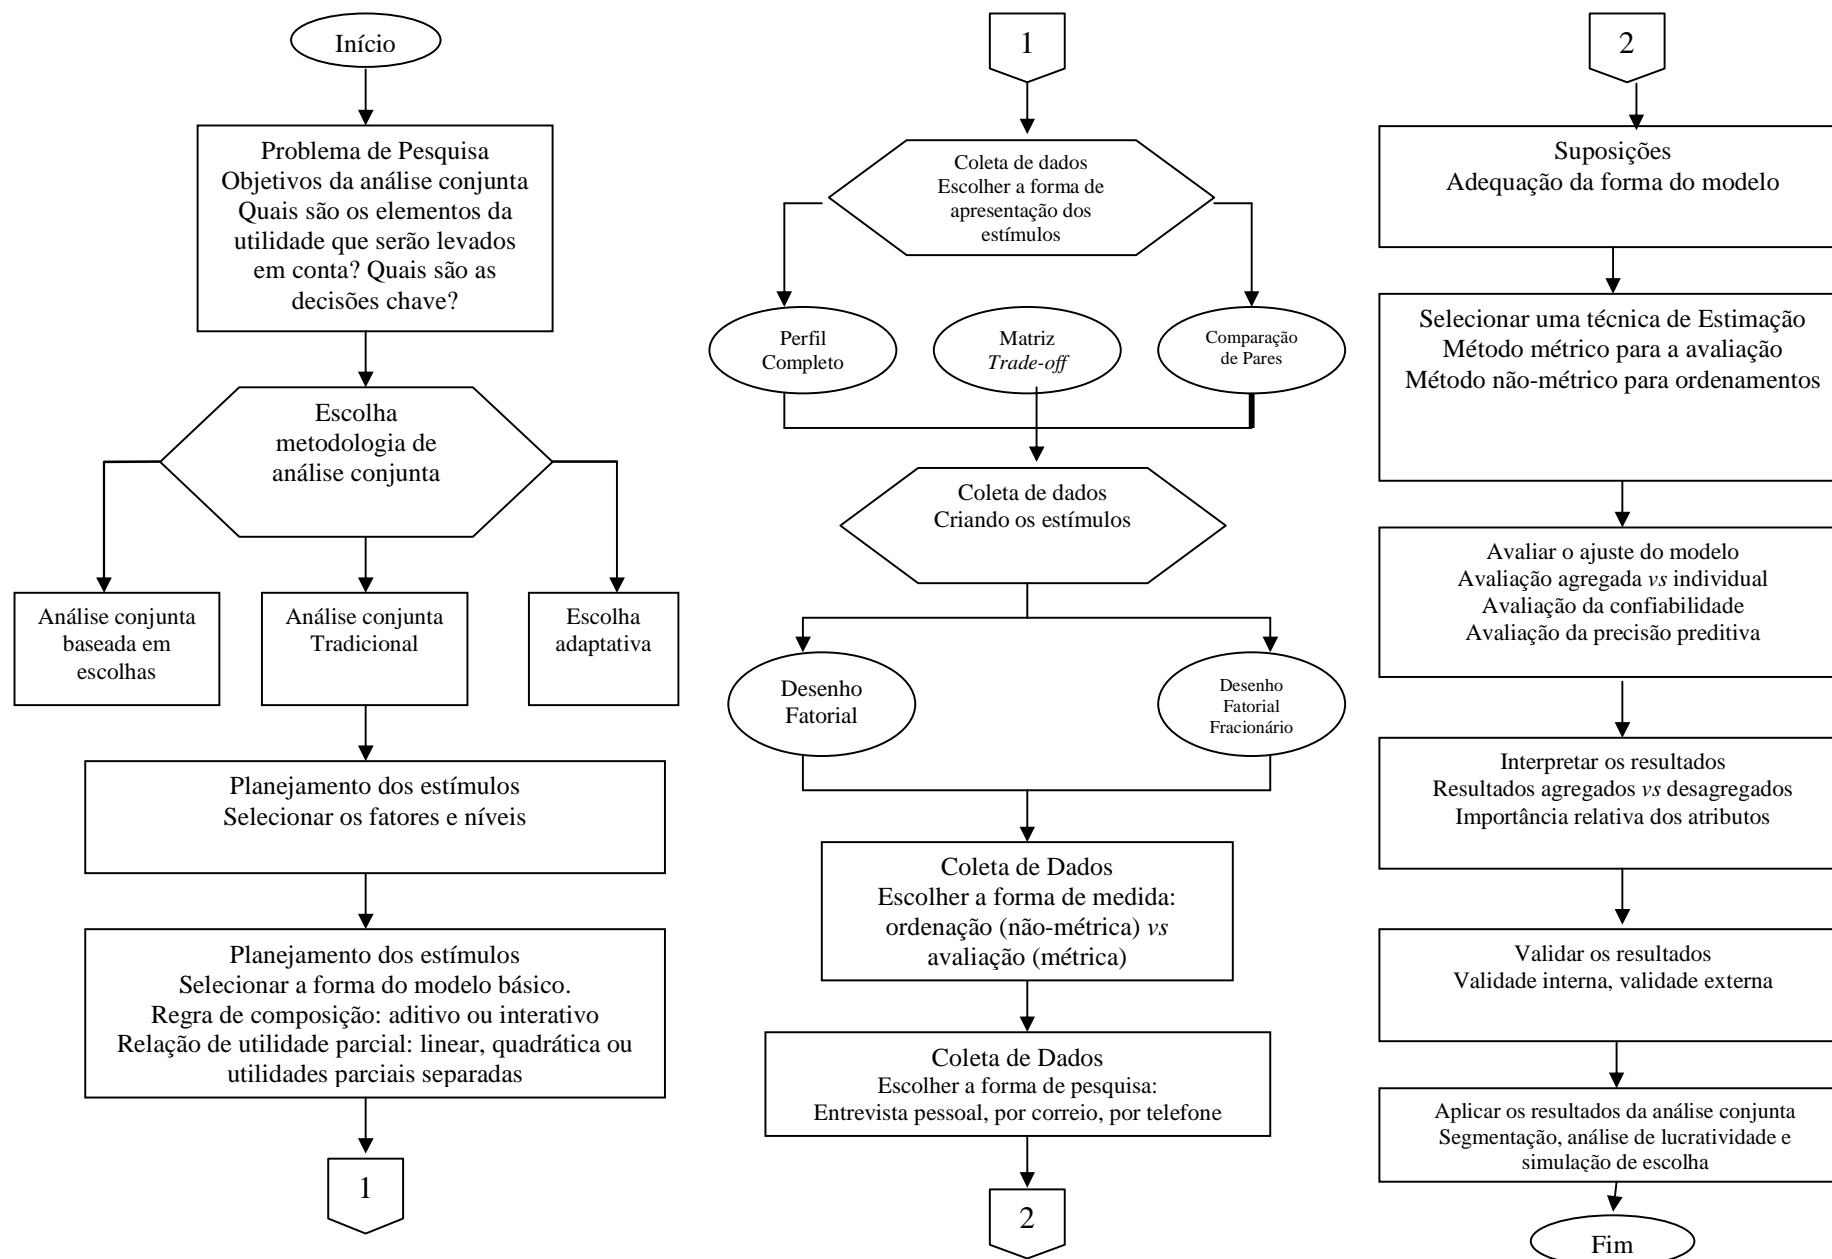 Início
Problema de Pesquisa
Objetivos da análise conjunta
Quais são os elementos da
utilidade que serão levados
em conta? Quais são as
decisões chave?
Escolha
metodologia de
análise conjunta
Análise conjunta
baseada em
escolhas
Análise conjunta
Tradicional
Escolha
adaptativa
Planejamento dos estímulos
Selecionar os fatores e níveis
Planejamento dos estímulos
Selecionar a forma do modelo básico.
Regra de composição: aditivo ou interativo
Relação de utilidade parcial: linear, quadrática ou
utilidades parciais separadas
1
1
Coleta de dados
Escolher a forma de
apresentação dos
estímulos
Perfil
Completo
Matriz
Trade-off
Comparação
de Pares
Coleta de dados
Criando os estímulos
Desenho
Fatorial
Desenho
Fatorial
Fracionário
Coleta de Dados
Escolher a forma de medida:
ordenação (não-métrica) vs
avaliação (métrica)
Coleta de Dados
Escolher a forma de pesquisa:
Entrevista pessoal, por correio, por telefone
2
2
Suposições
Adequação da forma do modelo
Selecionar uma técnica de Estimação
Método métrico para a avaliação
Método não-métrico para ordenamentos
Avaliar o ajuste do modelo
Avaliação agregada vs individual
Avaliação da confiabilidade
Avaliação da precisão preditiva
Interpretar os resultados
Resultados agregados vs desagregados
Importância relativa dos atributos
Validar os resultados
Validade interna, validade externa
Aplicar os resultados da análise conjunta
Segmentação, análise de lucratividade e
simulação de escolha
Fim